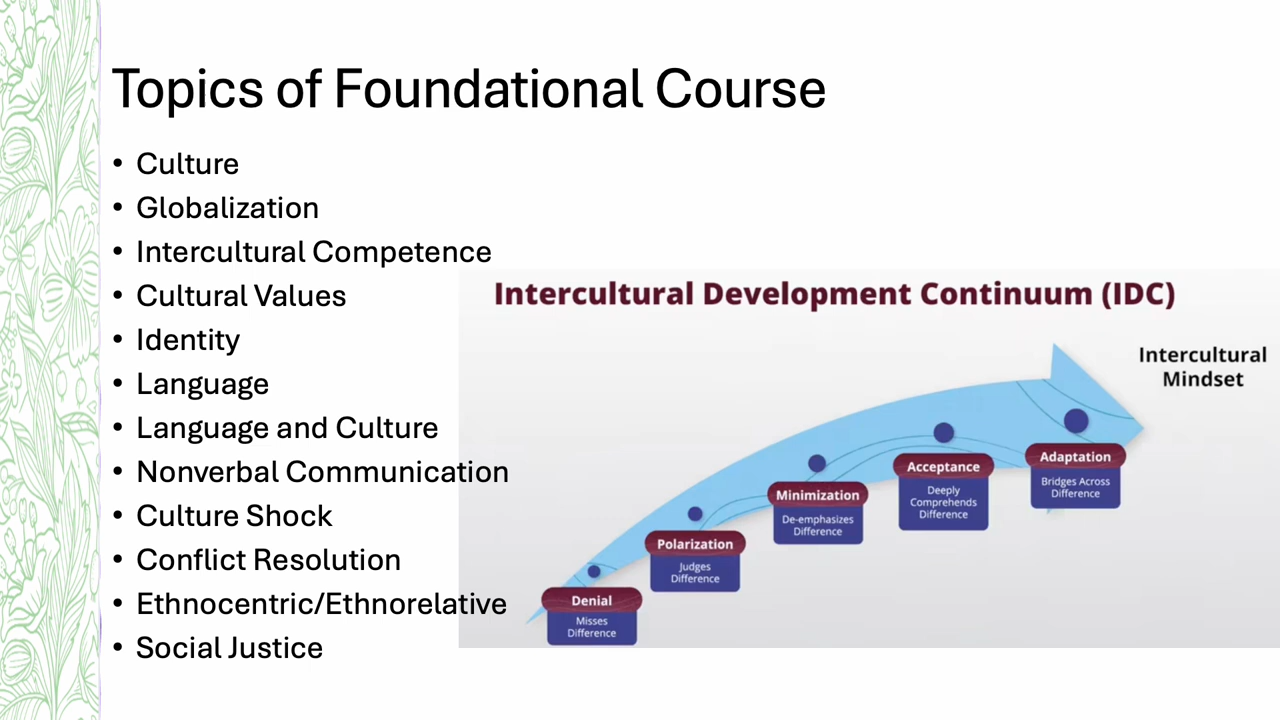 Topics of Foundational Course
• Culture
• Globalization
• Intercultural Competence
• Cultural Values
• Identity
• Language
• Language and Culture
• Nonverbal Communication
• Culture Shock
• Conflict Resolution
• Ethnocentric/Ethnorelative
• Social Justice
Intercultural Development Continuum (IDC)
Intercultural
Mindset
Denial
Misses
Difference
Polarization
Judges
Difference
Minimization
De-emphasizes
Difference
Acceptance
Deeply
Comprehends
Difference
Adaptation
Bridges Across
Difference